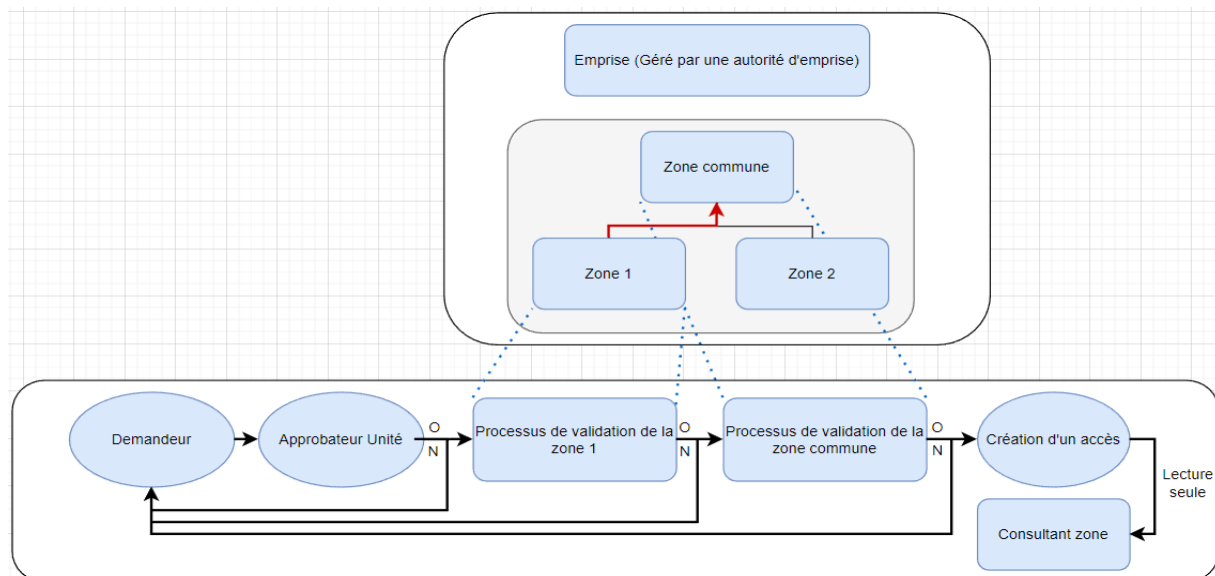 Emprise (Géré par une autorité d'emprise)
Zone commune
Zone 1
Zone 2
Demandeur
Approbateur Unité
O
N
Processus de validation de la
zone 1
O
N
Processus de validation de la
zone commune
O
N
Création d'un accès
Lecture
seule
Consultant zone